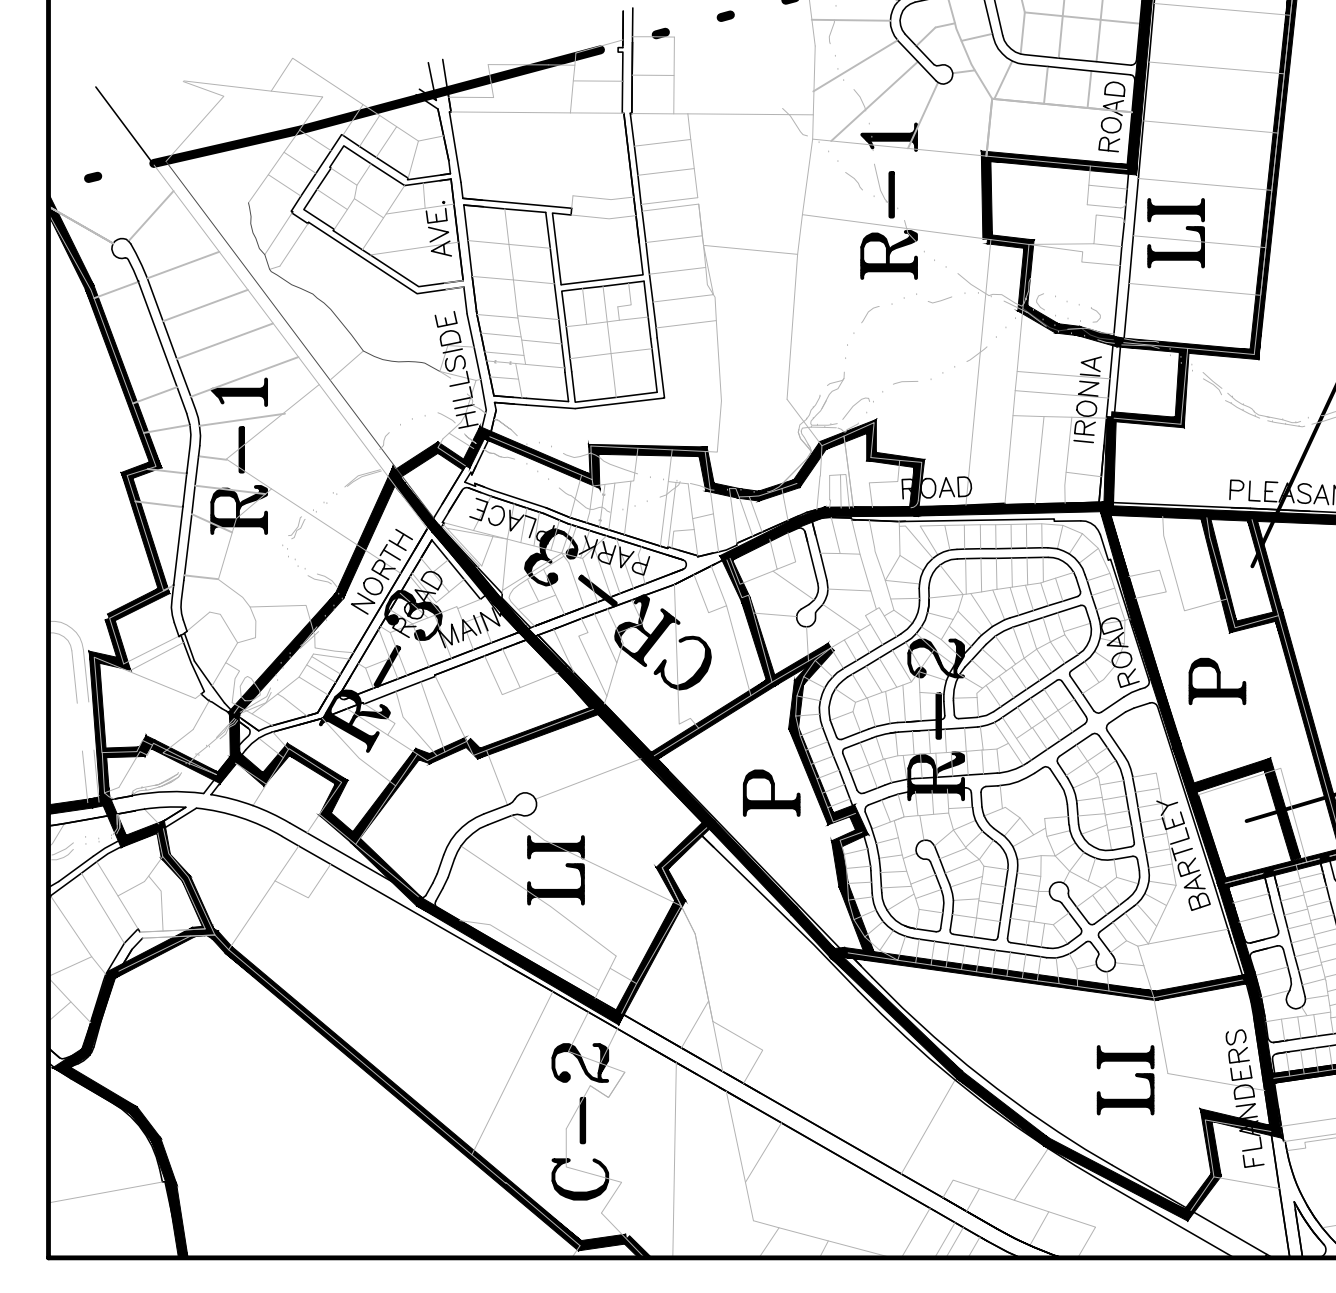 ROAD
R-1
LI
AVE.
HILLSIDE
IRONIA
R-1
ROAD
PLEASAN
PARK PLACE
NORTH
ROAD
MAIN
R-3
CR-3
ROAD
P
R-2
P
LI
BARTLEY
C-2
LI
FLANDERS